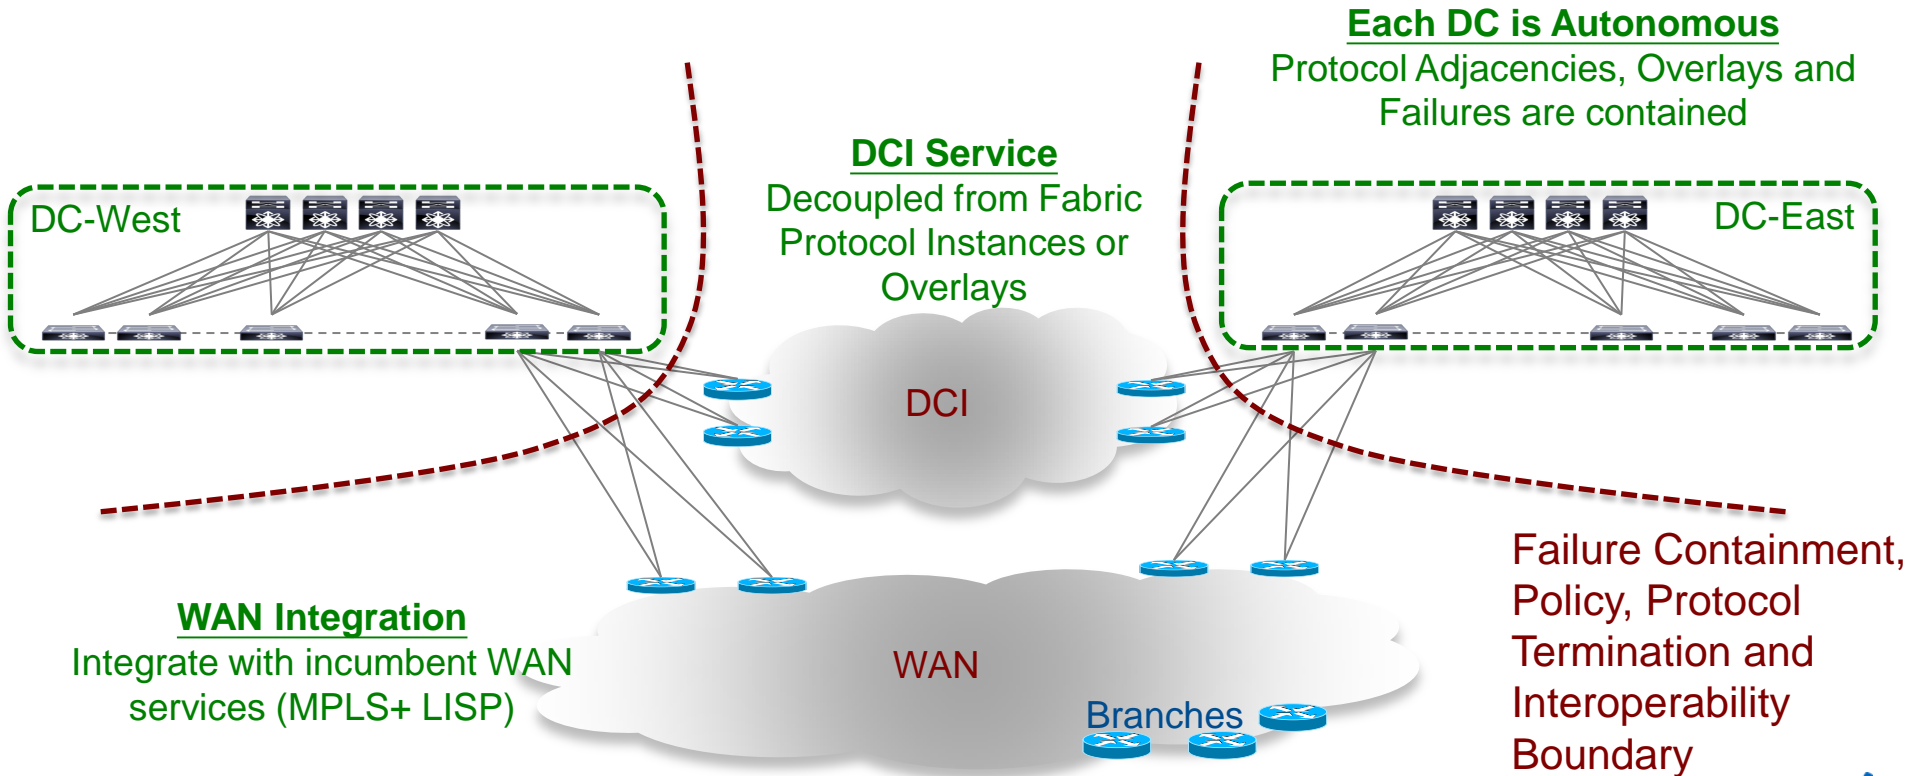 Each DC is Autonomous
Protocol Adjacencies, Overlays and
Failures are contained
DCI Service
Decoupled from Fabric
Protocol Instances or
Overlays
DC-West
DC-East
DCI
WAN Integration
Integrate with incumbent WAN
services (MPLS+ LISP)
WAN
Branches
Failure Containment,
Policy, Protocol
Termination and
Interoperability
Boundary